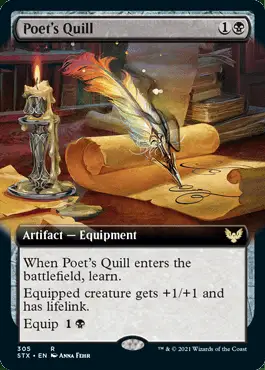 Poet's Quill 1
Artifact — Equipment
When Poet's Quill enters the
battlefield, learn.
Equipped creature gets +1/+1 and
has lifelink.
Equip 1
305 R
STX • EN Anna Fehr
™ & © 2021 Wizards of the Coast